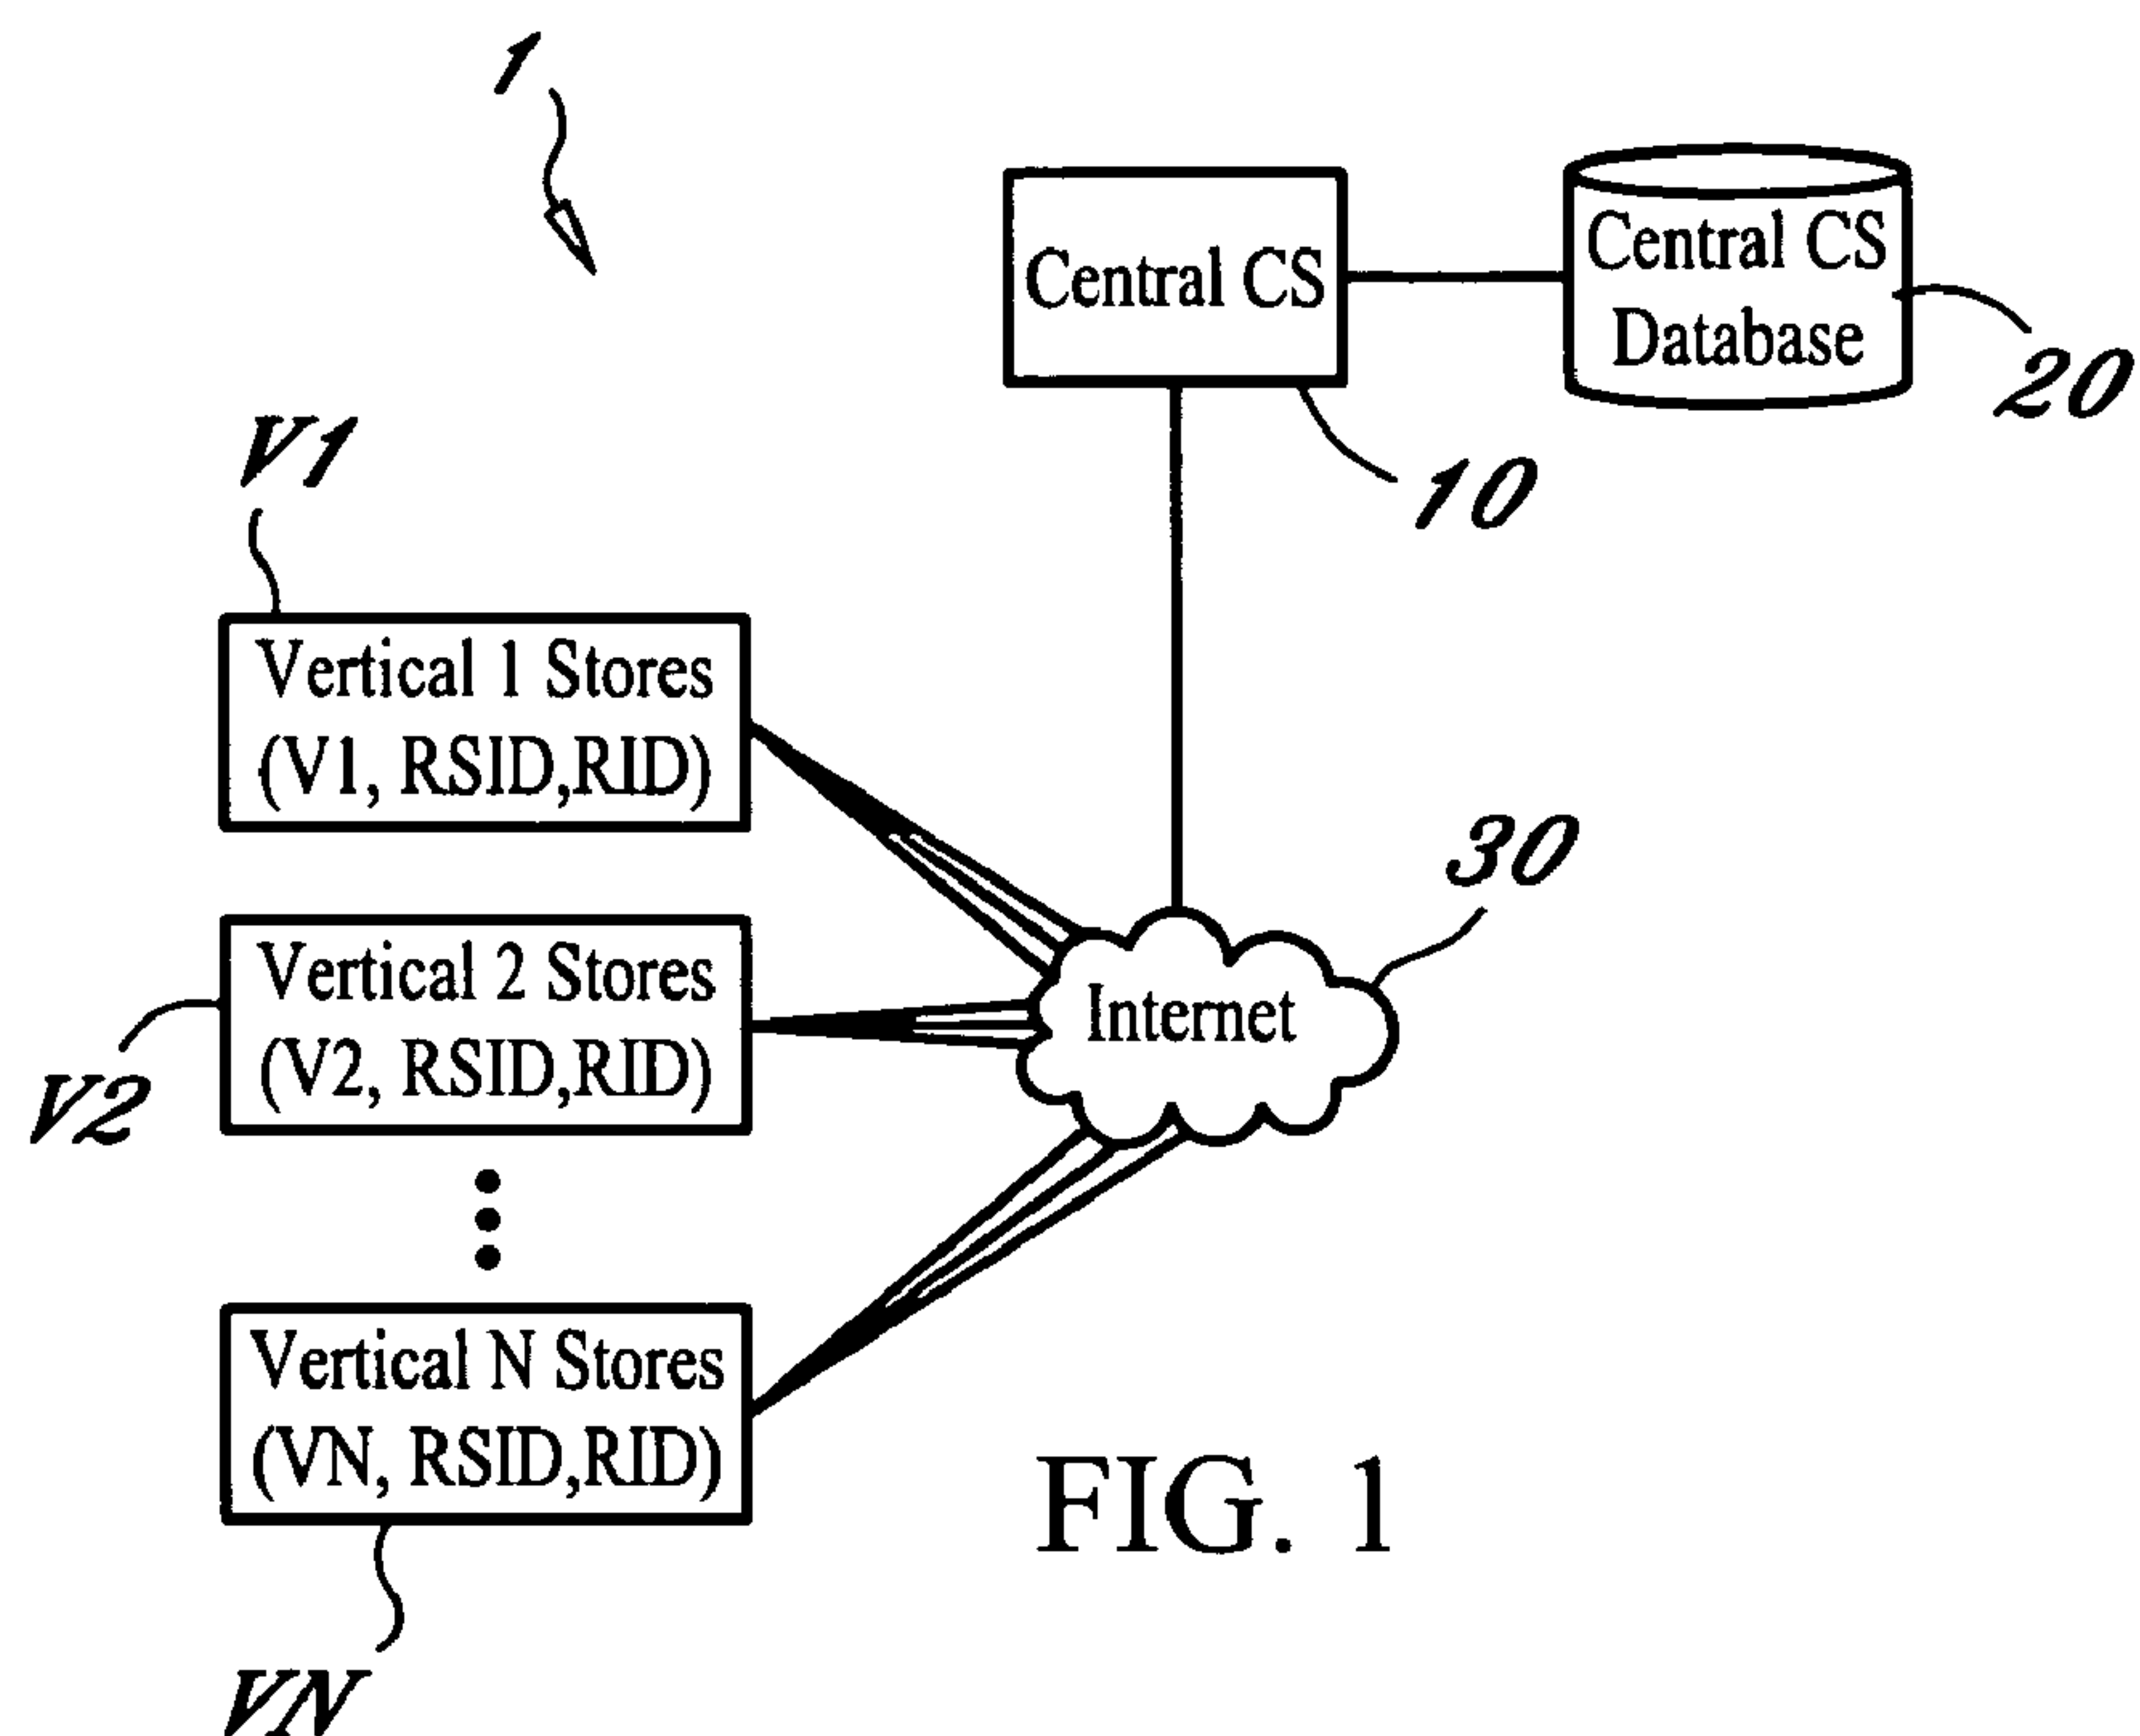 1
Central CS
Central CS
Database
20
10
V1
Vertical 1 Stores
(V1, RSID,RID)
30
Vertical 2 Stores
(V2, RSID,RID)
Internet
V2
Vertical N Stores
(VN, RSID,RID)
FIG. 1
VN